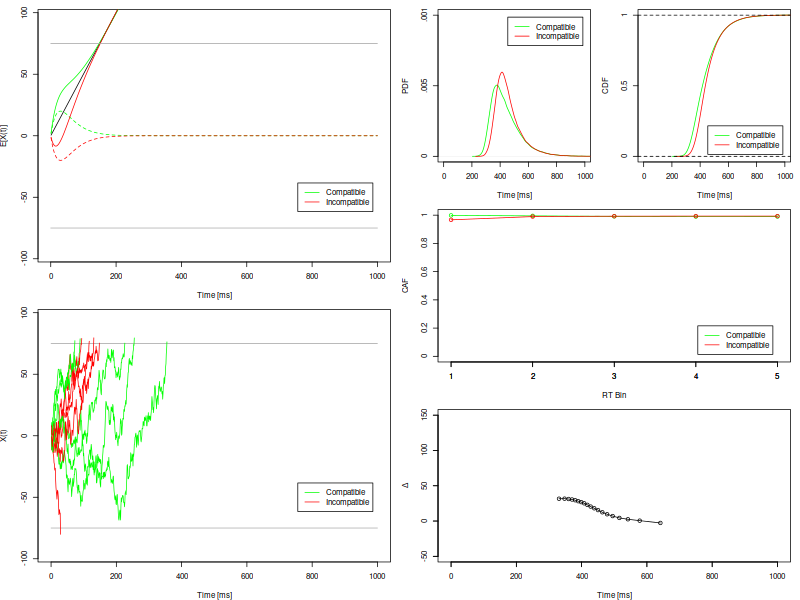 E[X(t)]
100
50
0
-50
-100
Compatible
Incompatible
0 200 400 600 800 1000
Time [ms]
PDF
.001
.005
0
Compatible
Incompatible
0 200 400 600 800 1000
Time [ms]
CDF
1
0.5
0
Compatible
Incompatible
0 200 400 600 800 1000
Time [ms]
X(t)
100
50
0
-50
-100
Compatible
Incompatible
0 200 400 600 800 1000
Time [ms]
CAF
1
0.8
0.6
0.4
0.2
0
Compatible
Incompatible
1 2 3 4 5
RT Bin
Δ
150
100
50
0
-50
0 200 400 600 800 1000
Time [ms]